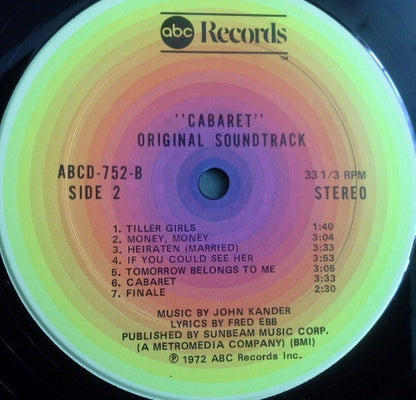 abc Records
TM
"CABARET"
ORIGINAL SOUNDTRACK
ABCD-752-B
SIDE 2
33 1/3 RPM
STEREO
1. TILLER GIRLS 1:40
2. MONEY, MONEY 3:04
3. HEIRATEN (MARRIED) 3:33
4. IF YOU COULD SEE HER 3:53
5. TOMORROW BELONGS TO ME 3:05
6. CABARET 3:33
7. FINALE 2:30
MUSIC BY JOHN KANDER
LYRICS BY FRED EBB
PUBLISHED BY SUNBEAM MUSIC CORP.
(A METROMEDIA COMPANY) (BMI)
℗ 1972 ABC Records Inc.